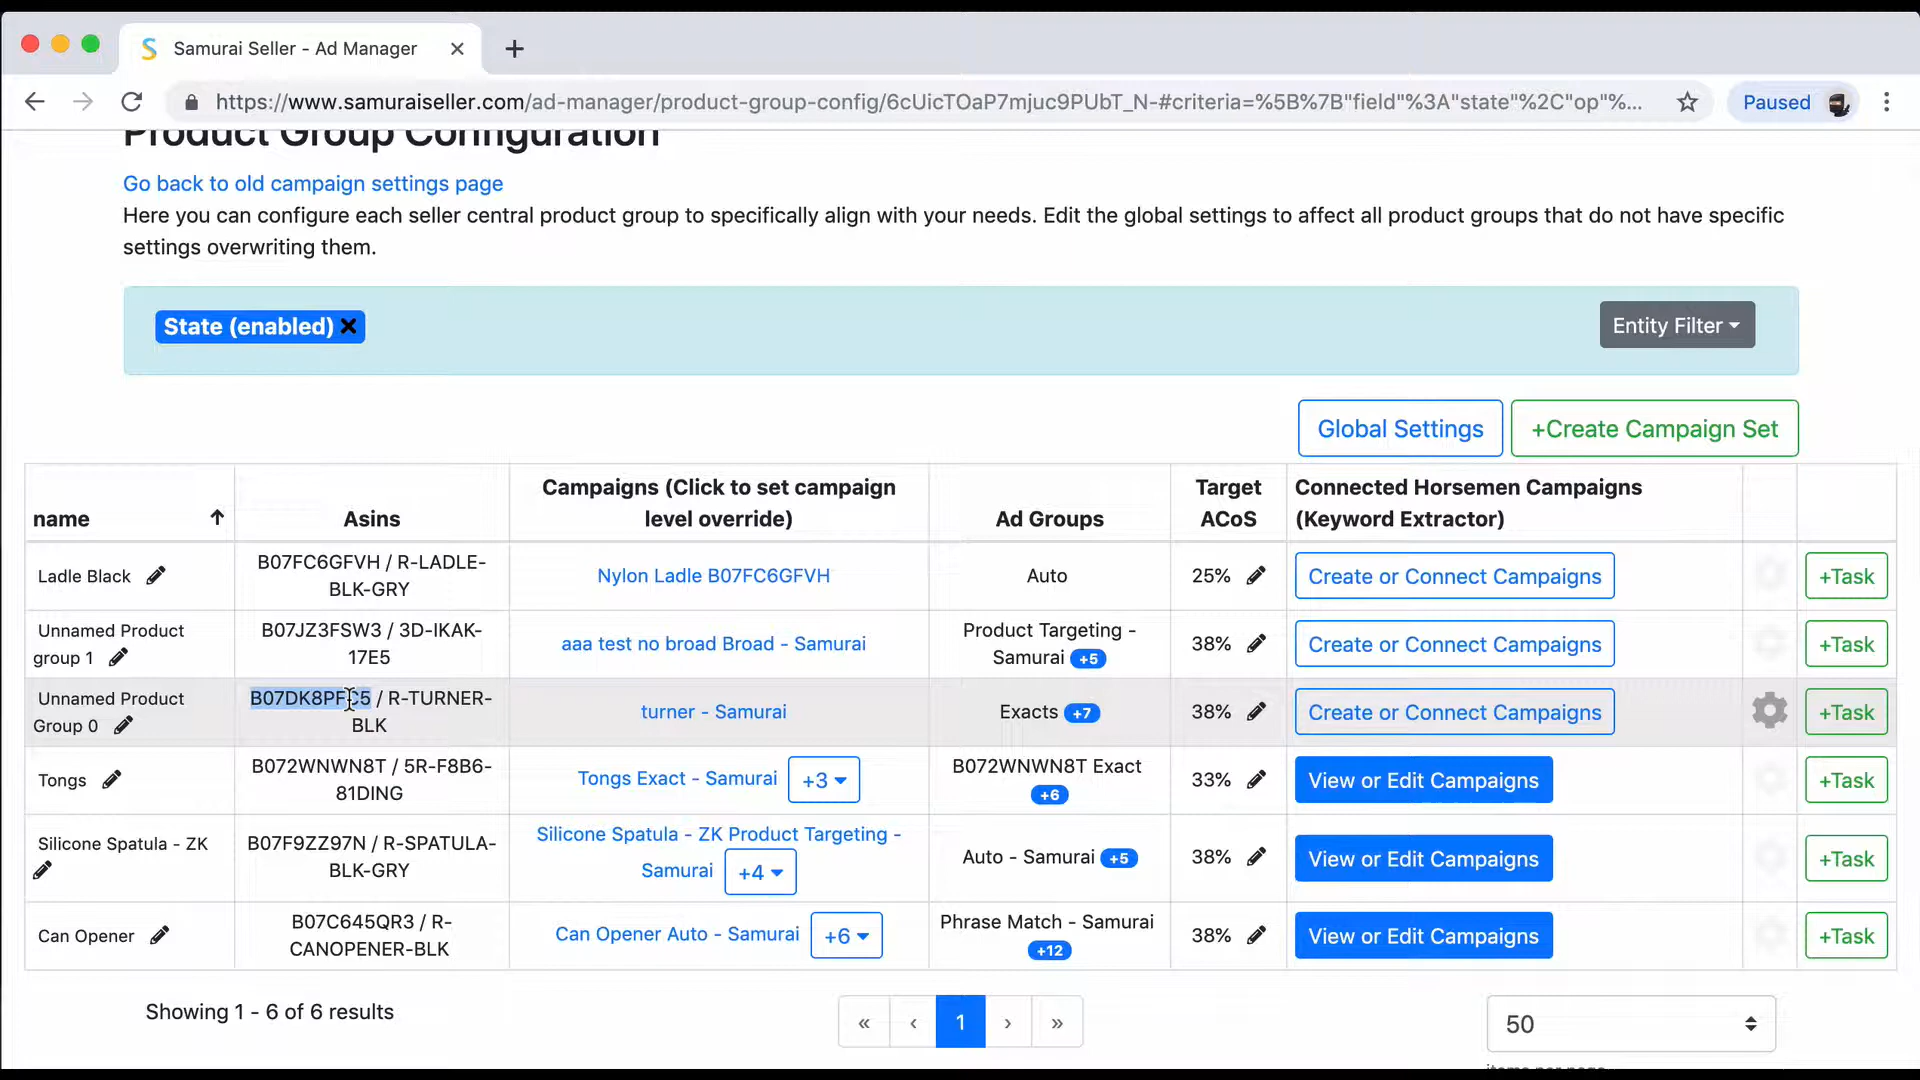 Samurai Seller - Ad Manager
https://www.samuraiseller.com/ad-manager/product-group-config/6cUicTOaP7mjuc9PUbT_N-#criteria=%5B%7B"field"%3A"state"%2C"op"%...
Paused
Product Group Configuration
Go back to old campaign settings page
Here you can configure each seller central product group to specifically align with your needs. Edit the global settings to affect all product groups that do not have specific
settings overwriting them.
State (enabled)
Entity Filter
Global Settings
+Create Campaign Set
name
Asins
Campaigns (Click to set campaign
level override)
Ad Groups
Target
ACoS
Connected Horsemen Campaigns
(Keyword Extractor)
Ladle Black
B07FC6GFVH / R-LADLE-
BLK-GRY
Nylon Ladle B07FC6GFVH
Auto
25%
Create or Connect Campaigns
+Task
Unnamed Product
group 1
B07JZ3FSW3 / 3D-IKAK-
17E5
aaa test no broad Broad - Samurai
Product Targeting -
Samurai +5
38%
Create or Connect Campaigns
+Task
Unnamed Product
Group 0
B07DK8PFC5 / R-TURNER-
BLK
turner - Samurai
Exacts +7
38%
Create or Connect Campaigns
+Task
Tongs
B072WNWN8T / 5R-F8B6-
81DING
Tongs Exact - Samurai +3
B072WNWN8T Exact
+6
33%
View or Edit Campaigns
+Task
Silicone Spatula - ZK
B07F9ZZ97N / R-SPATULA-
BLK-GRY
Silicone Spatula - ZK Product Targeting -
Samurai +4
Auto - Samurai +5
38%
View or Edit Campaigns
+Task
Can Opener
B07C645QR3 / R-
CANOPENER-BLK
Can Opener Auto - Samurai +6
Phrase Match - Samurai
+12
38%
View or Edit Campaigns
+Task
Showing 1 - 6 of 6 results
« ‹ 1 › »
50
items per page